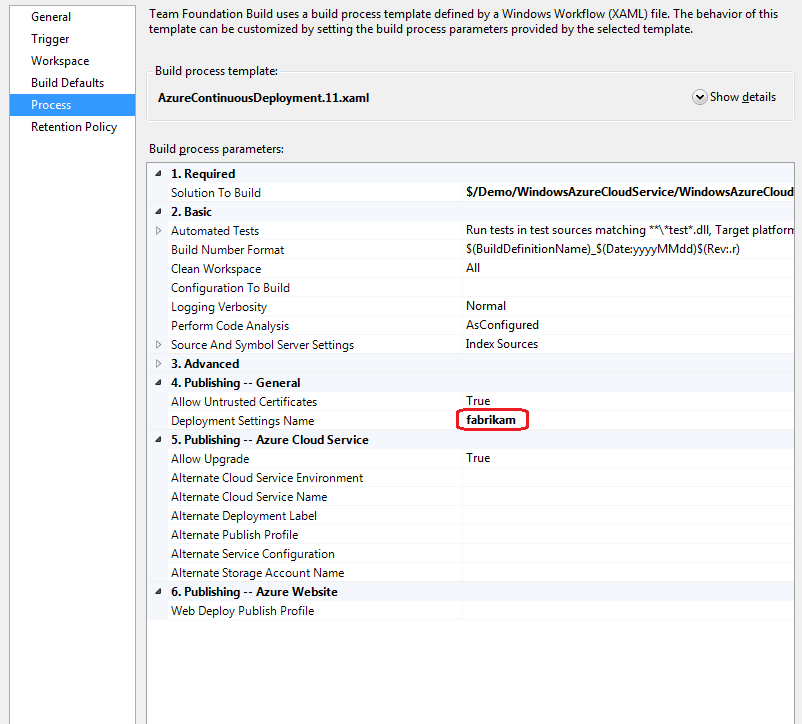 General
Trigger
Workspace
Build Defaults
Process
Retention Policy
Team Foundation Build uses a build process template defined by a Windows Workflow (XAML) file. The behavior of this
template can be customized by setting the build process parameters provided by the selected template.
Build process template:
AzureContinuousDeployment.11.xaml
Show details
Build process parameters:
1. Required
Solution To Build $/Demo/WindowsAzureCloudService/WindowsAzureCloud
2. Basic
Automated Tests Run tests in test sources matching **\*test*.dll, Target platform
Build Number Format $(BuildDefinitionName)_$(Date:yyyyMMdd)$(Rev:.r)
Clean Workspace All
Configuration To Build
Logging Verbosity Normal
Perform Code Analysis AsConfigured
Source And Symbol Server Settings Index Sources
3. Advanced
4. Publishing -- General
Allow Untrusted Certificates True
Deployment Settings Name fabrikam
5. Publishing -- Azure Cloud Service
Allow Upgrade True
Alternate Cloud Service Environment
Alternate Cloud Service Name
Alternate Deployment Label
Alternate Publish Profile
Alternate Service Configuration
Alternate Storage Account Name
6. Publishing -- Azure Website
Web Deploy Publish Profile